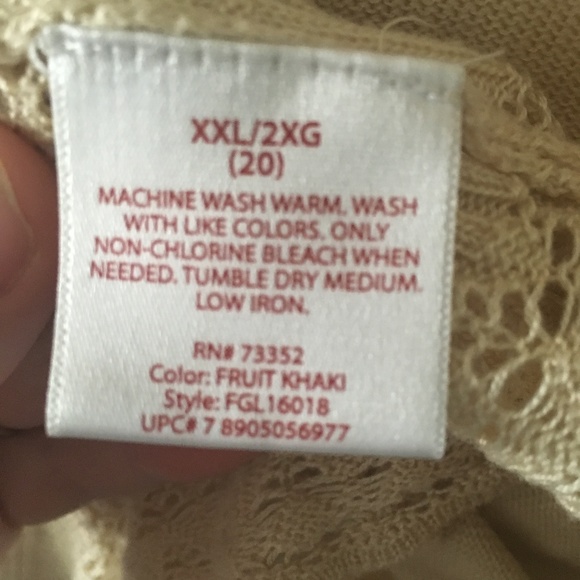 XXL/2XG
(20)
MACHINE WASH WARM. WASH
WITH LIKE COLORS. ONLY
NON-CHLORINE BLEACH WHEN
NEEDED. TUMBLE DRY MEDIUM.
LOW IRON.
RN# 73352
Color: FRUIT KHAKI
Style: FGL16018
UPC# 7 8905056977